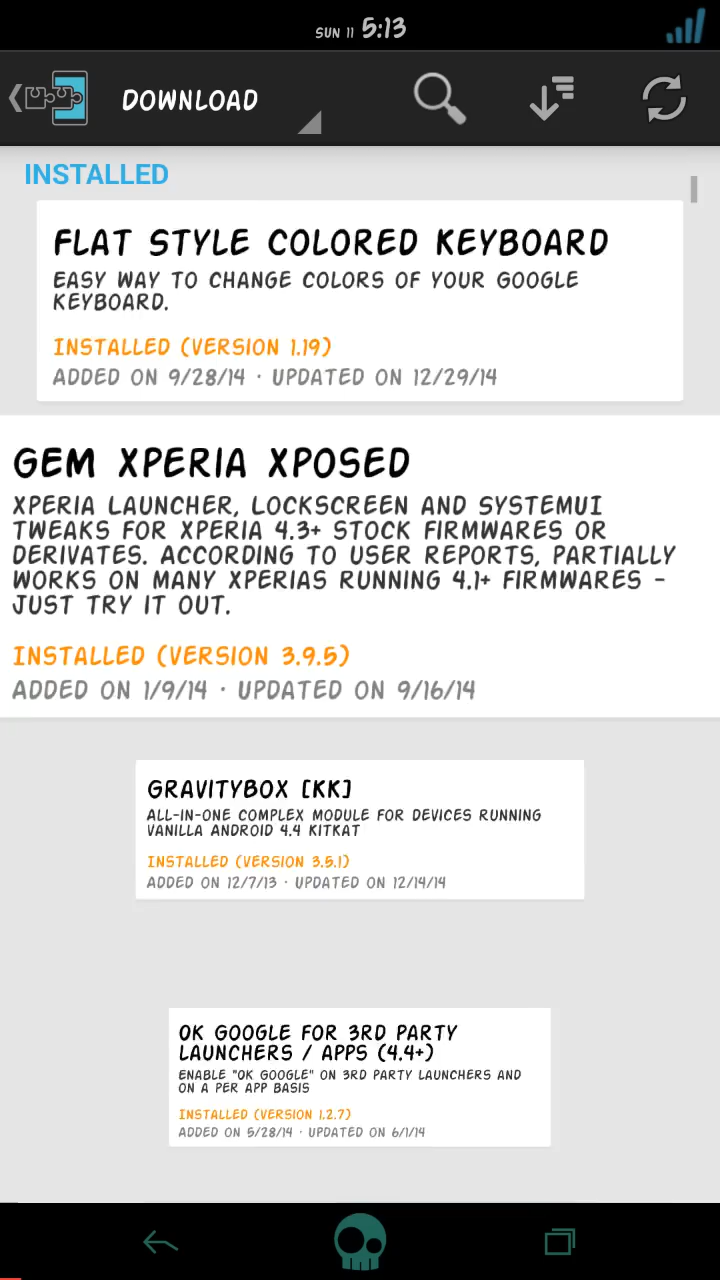 SUN 11 5:13
DOWNLOAD
INSTALLED
FLAT STYLE COLORED KEYBOARD
EASY WAY TO CHANGE COLORS OF YOUR GOOGLE
KEYBOARD.
INSTALLED (VERSION 1.19)
ADDED ON 9/28/14 · UPDATED ON 12/29/14
GEM XPERIA XPOSED
XPERIA LAUNCHER, LOCKSCREEN AND SYSTEMUI
TWEAKS FOR XPERIA 4.3+ STOCK FIRMWARES OR
DERIVATES. ACCORDING TO USER REPORTS, PARTIALLY
WORKS ON MANY XPERIAS RUNNING 4.1+ FIRMWARES -
JUST TRY IT OUT.
INSTALLED (VERSION 3.9.5)
ADDED ON 1/9/14 · UPDATED ON 9/16/14
GRAVITYBOX [KK]
ALL-IN-ONE COMPLEX MODULE FOR DEVICES RUNNING
VANILLA ANDROID 4.4 KITKAT
INSTALLED (VERSION 3.5.1)
ADDED ON 12/7/13 · UPDATED ON 12/14/14
OK GOOGLE FOR 3RD PARTY
LAUNCHERS / APPS (4.4+)
ENABLE "OK GOOGLE" ON 3RD PARTY LAUNCHERS AND
ON A PER APP BASIS
INSTALLED (VERSION 1.2.7)
ADDED ON 5/28/14 · UPDATED ON 6/1/14